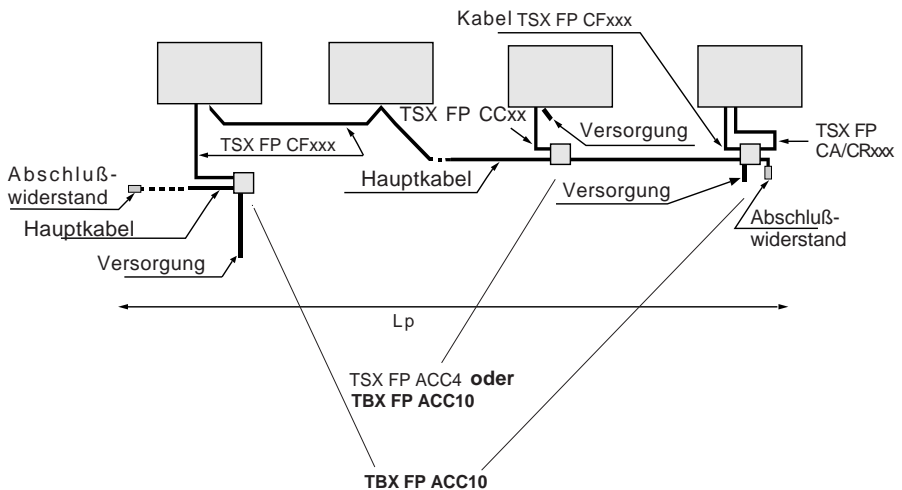 Kabel TSX FP CFxxx
TSX FP CCxx
Versorgung
TSX FP
CA/CRxxx
TSX FP CFxxx
Abschluß-
widerstand
Hauptkabel
Versorgung
Hauptkabel
Abschluß-
widerstand
Versorgung
Lp
TSX FP ACC4 oder
TBX FP ACC10
TBX FP ACC10